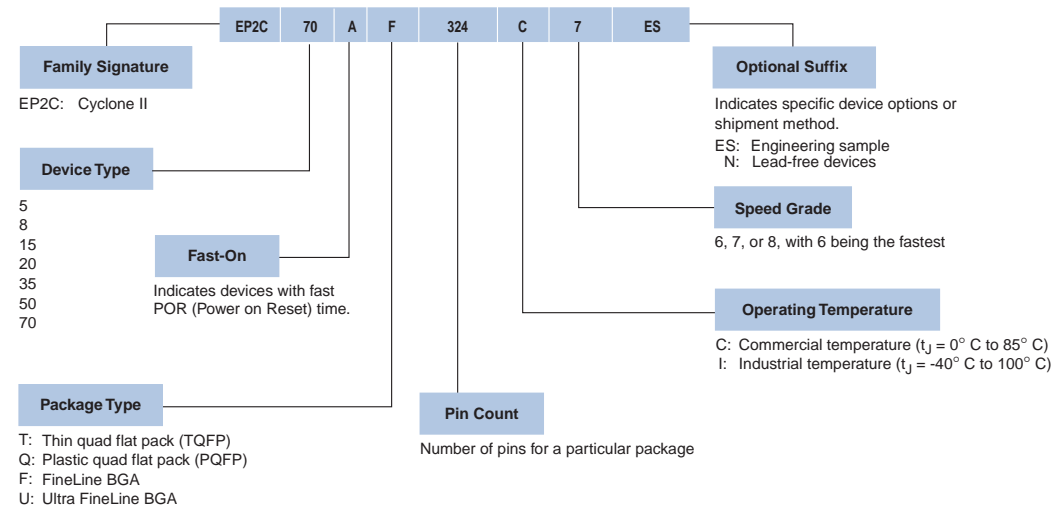 EP2C 70 A F 324 C 7 ES
Family Signature
EP2C: Cyclone II
Optional Suffix
Indicates specific device options or
shipment method.
ES: Engineering sample
N: Lead-free devices
Device Type
5
8
15
20
35
50
70
Speed Grade
6, 7, or 8, with 6 being the fastest
Fast-On
Indicates devices with fast
POR (Power on Reset) time.
Operating Temperature
C: Commercial temperature (tJ = 0° C to 85° C)
I: Industrial temperature (tJ = -40° C to 100° C)
Package Type
T: Thin quad flat pack (TQFP)
Q: Plastic quad flat pack (PQFP)
F: FineLine BGA
U: Ultra FineLine BGA
Pin Count
Number of pins for a particular package